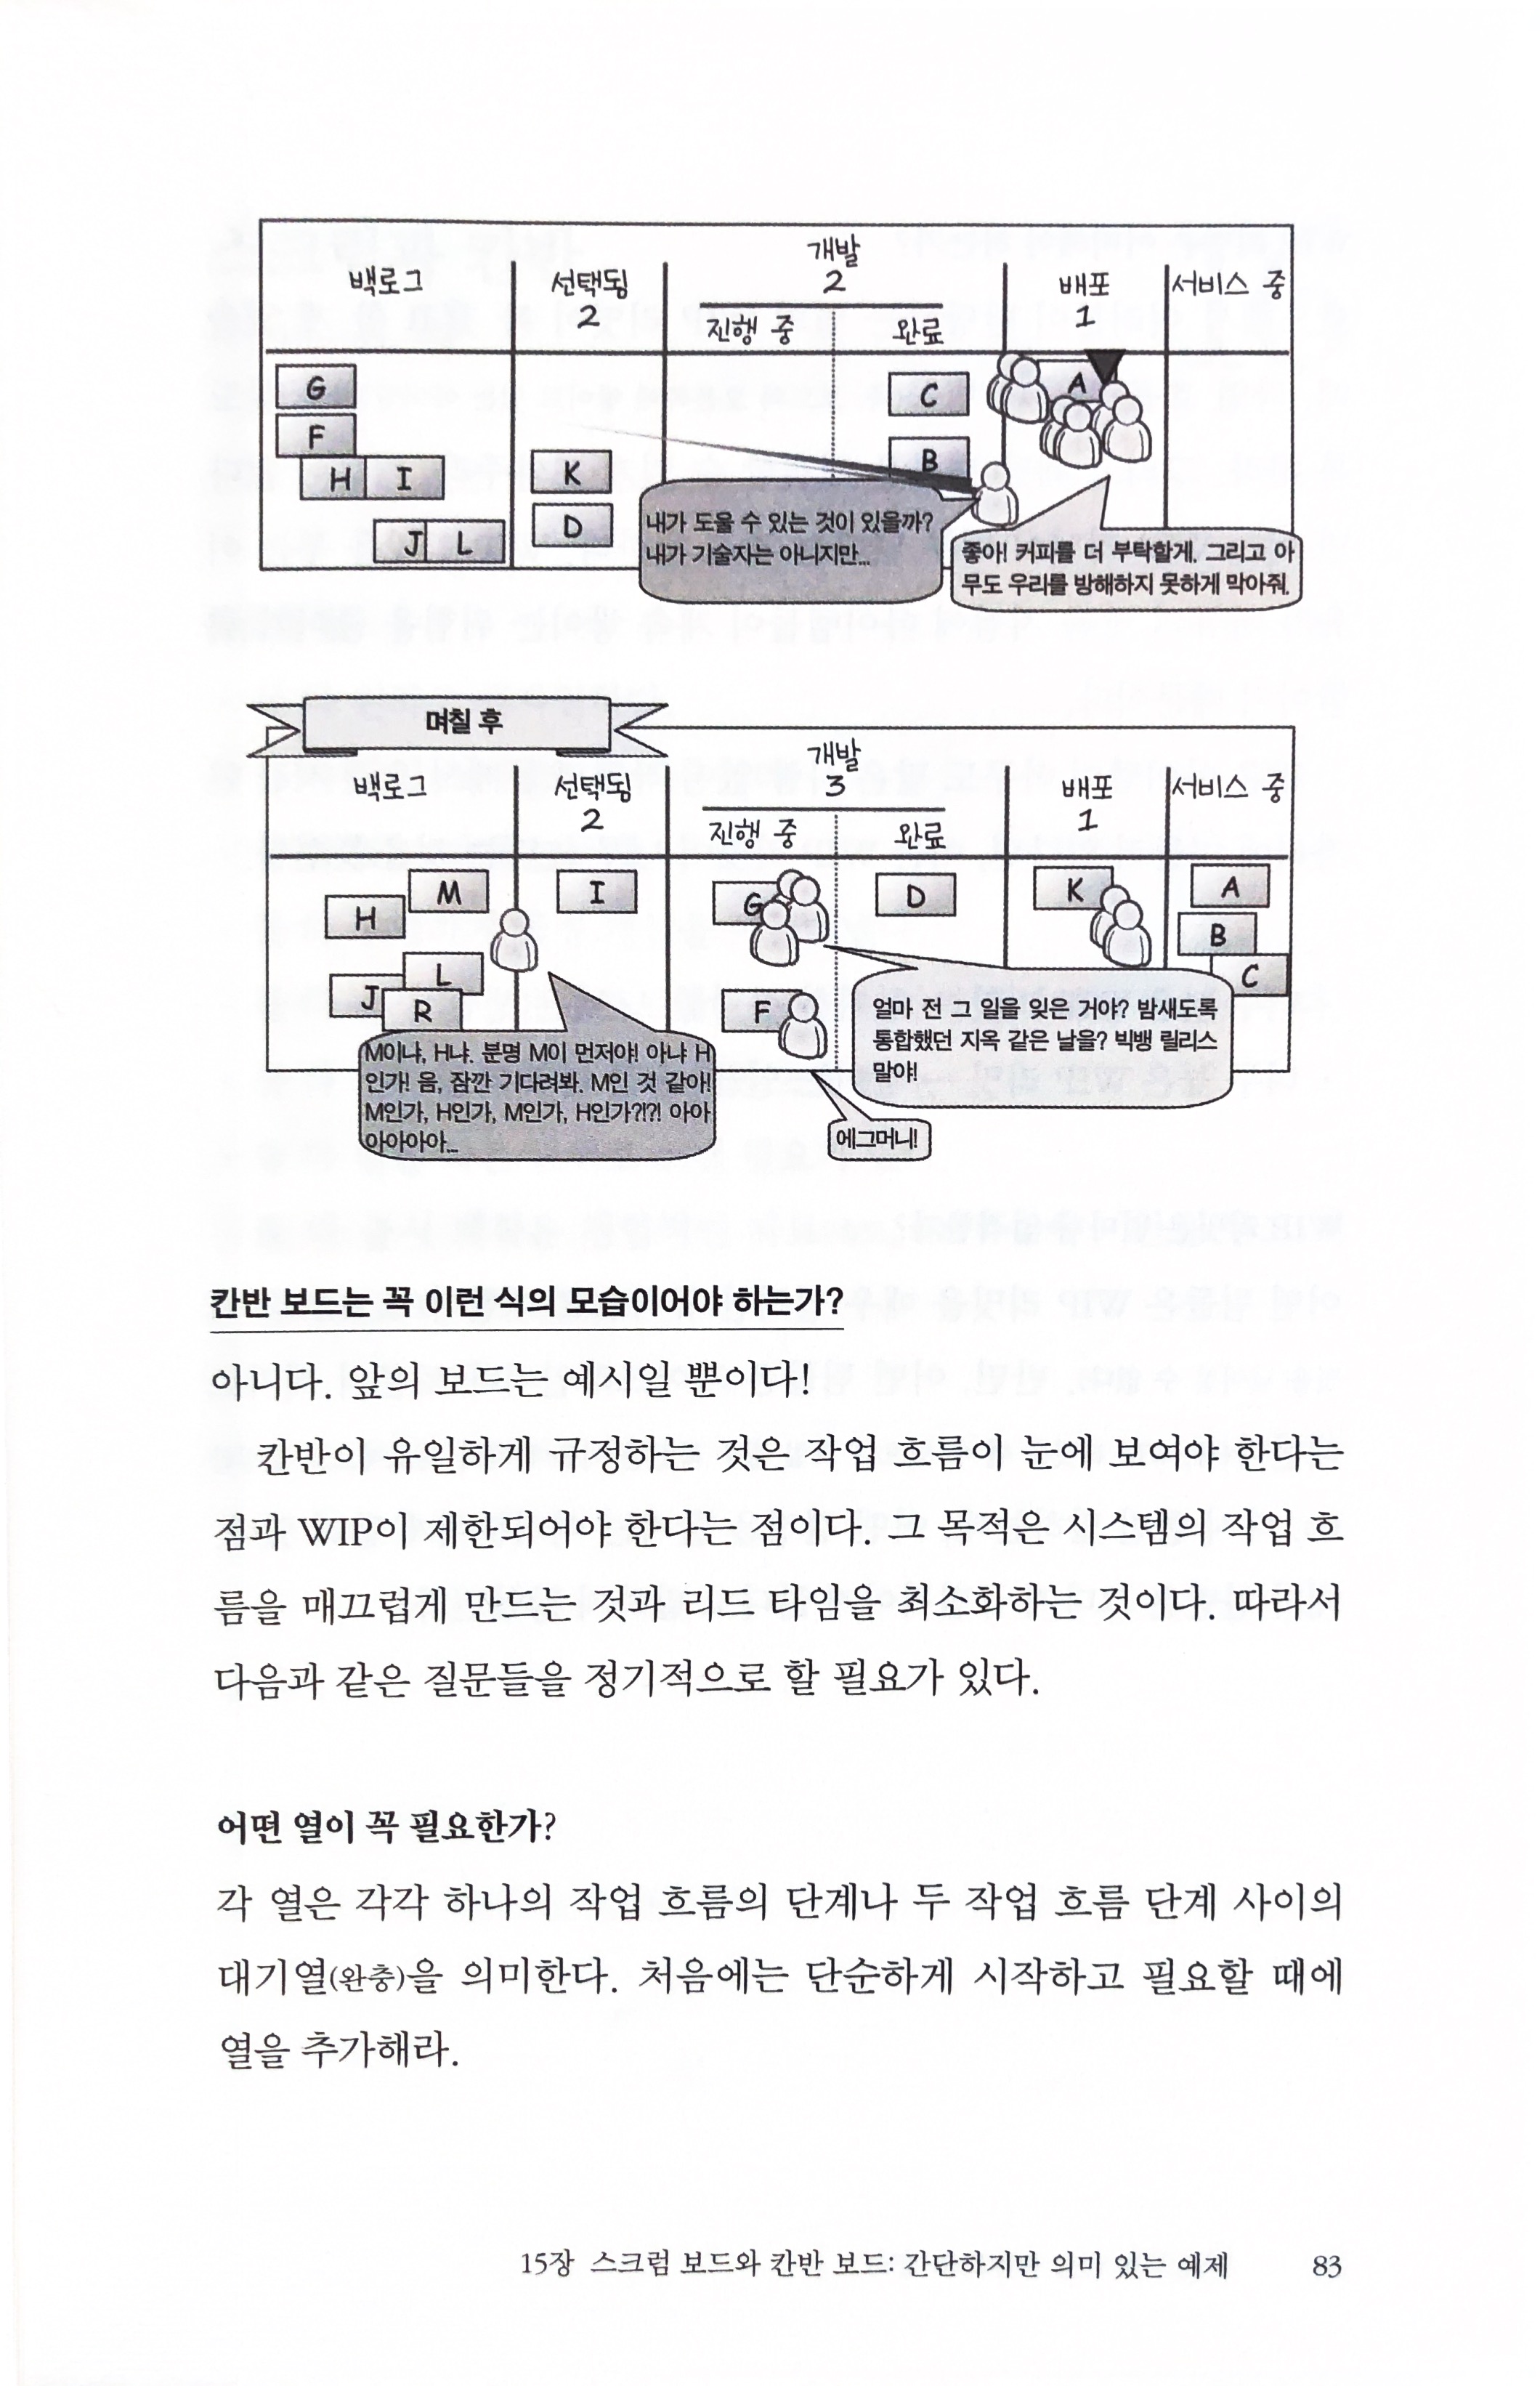 개발
백로그 선택됨 2 배포 서비스 중
2 1
진행 중 완료
G
C A
F
B
K
H I
D
J L
내가 도울 수 있는 것이 있을까?
내가 기술자는 아니지만...
좋아! 커피를 더 부탁할게. 그리고 아
무도 우리를 방해하지 못하게 막아줘.
며칠 후
개발
백로그 선택됨 3 배포 서비스 중
2 1
진행 중 완료
M I G D K A
H
B
L C
J R F
M이냐, H냐. 분명 M이 먼저야! 아냐 H
인가! 음, 잠깐 기다려봐. M인 것 같아!
M인가, H인가, M인가, H인가?!?! 아아
아아아아...
얼마 전 그 일을 잊은 거야? 밤새도록
통합했던 지옥 같은 날을? 빅뱅 릴리스
말야!
에그머니!
칸반 보드는 꼭 이런 식의 모습이어야 하는가?
아니다. 앞의 보드는 예시일 뿐이다!
칸반이 유일하게 규정하는 것은 작업 흐름이 눈에 보여야 한다는
점과 WIP이 제한되어야 한다는 점이다. 그 목적은 시스템의 작업 흐
름을 매끄럽게 만드는 것과 리드 타임을 최소화하는 것이다. 따라서
다음과 같은 질문들을 정기적으로 할 필요가 있다.
어떤 열이 꼭 필요한가?
각 열은 각각 하나의 작업 흐름의 단계나 두 작업 흐름 단계 사이의
대기열(완충)을 의미한다. 처음에는 단순하게 시작하고 필요할 때에
열을 추가해라.
15장 스크럼 보드와 칸반 보드: 간단하지만 의미 있는 예제 83